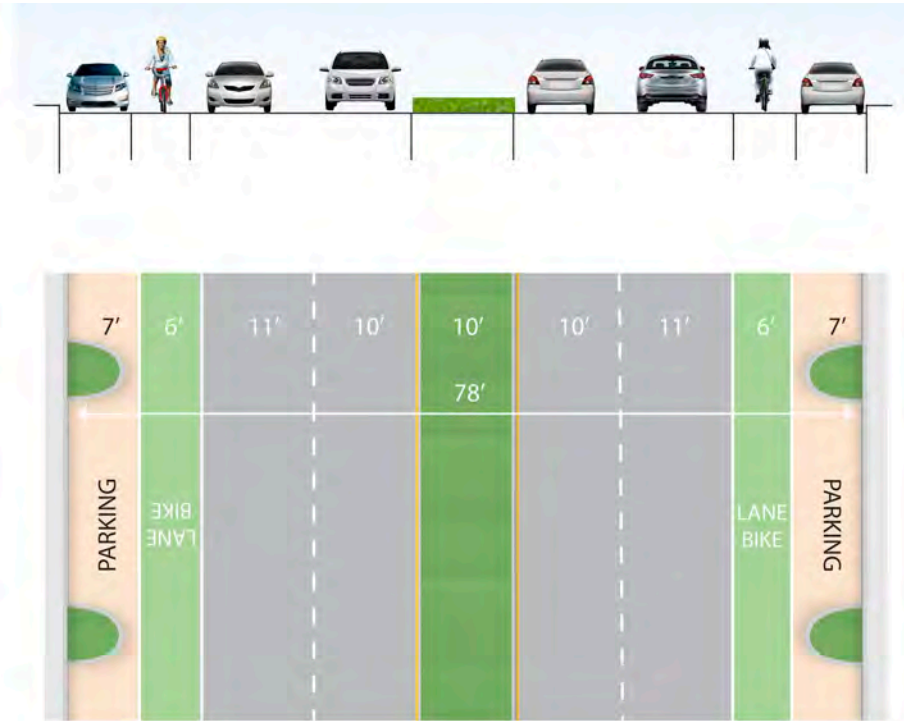 7' 6' 11' 10' 10' 10' 11' 6' 7'
78'
PARKING
BIKE
LANE
LANE
BIKE
PARKING